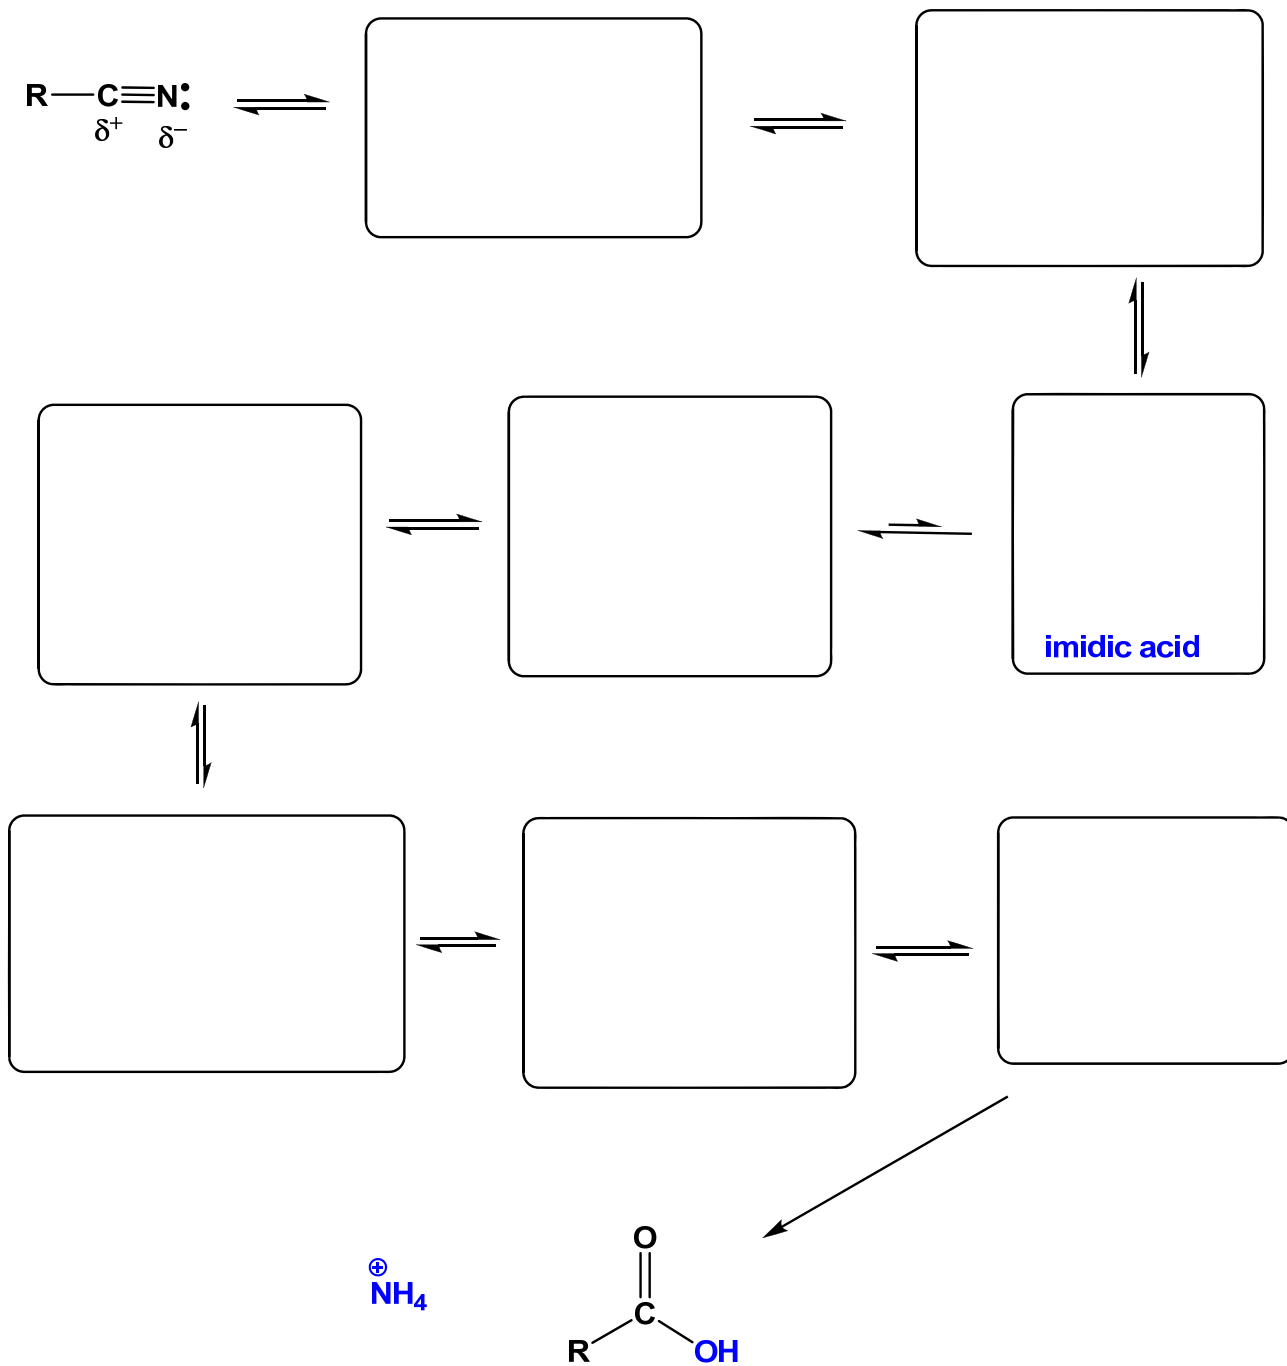 R—C≡N:
δ+ δ−
imidic acid
⊕
NH4
O
C
R OH